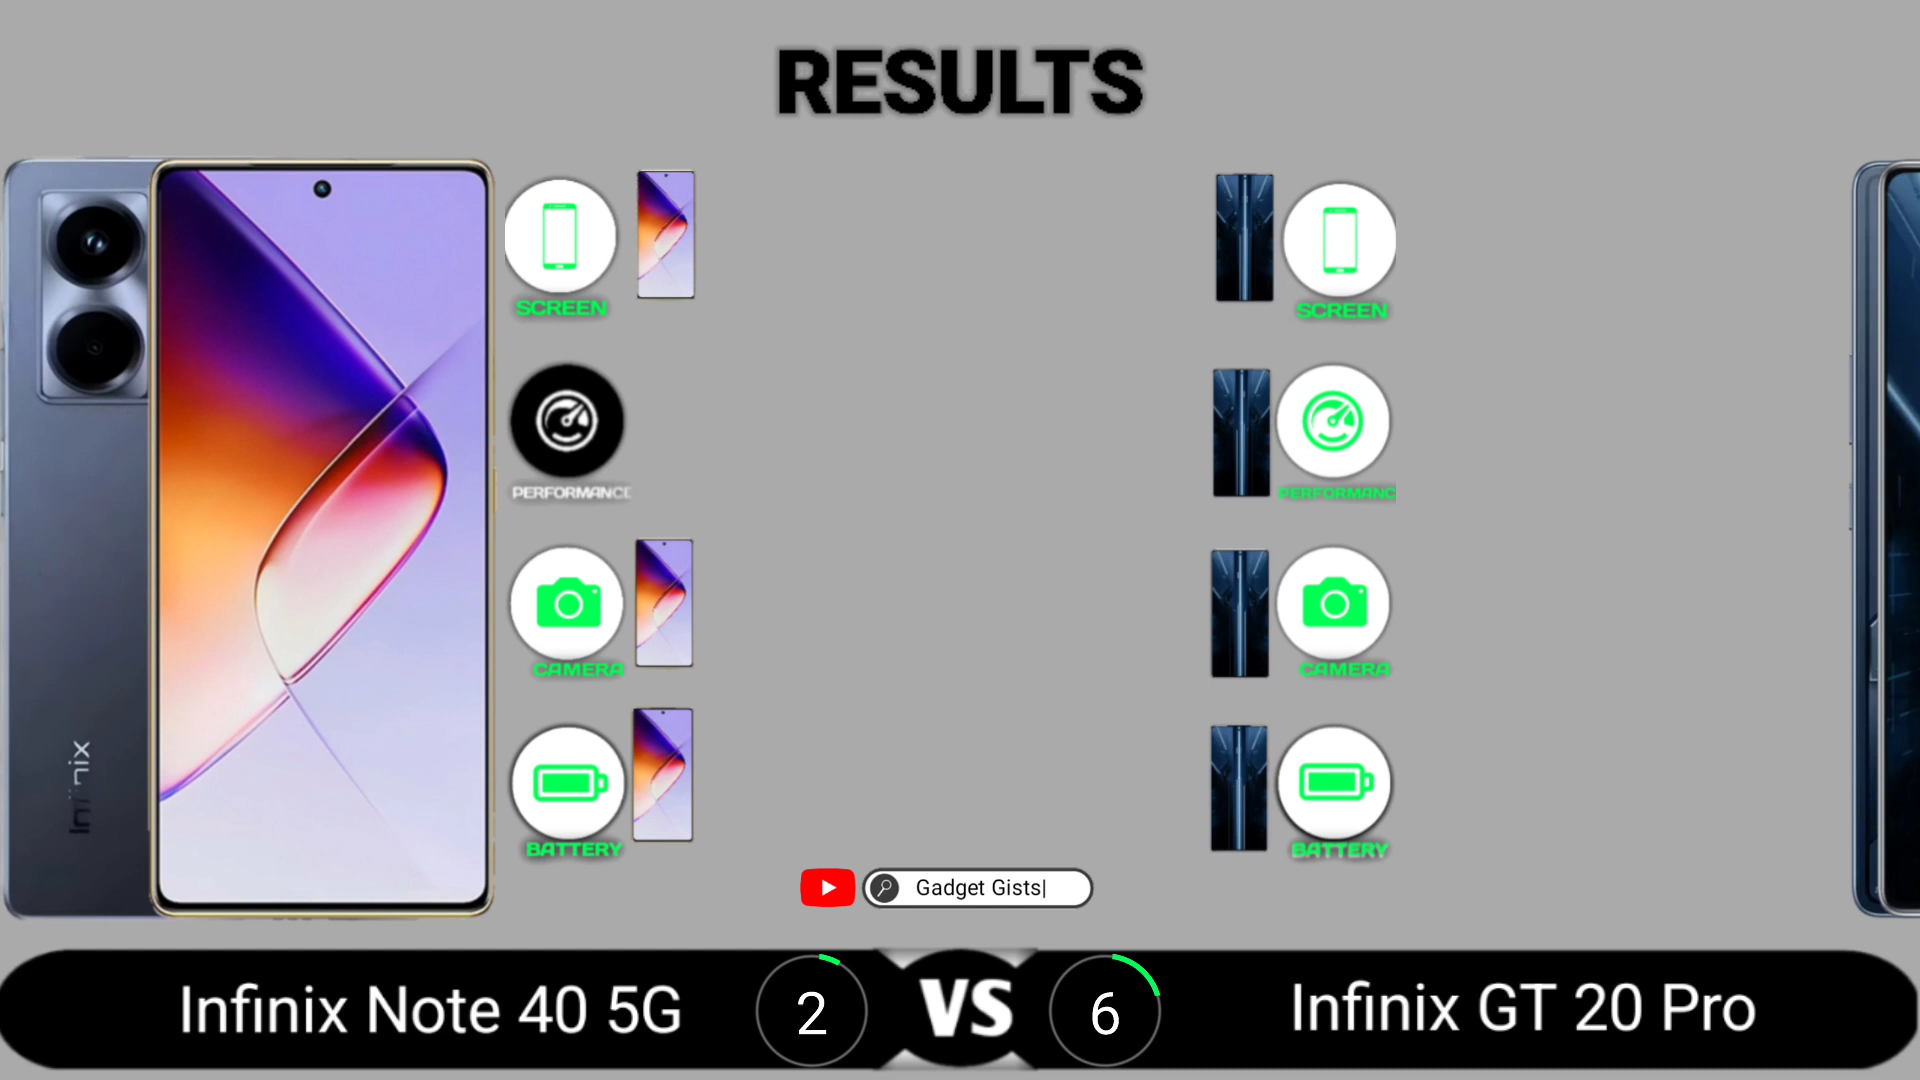 RESULTS
SCREEN
SCREEN
PERFORMANCE
PERFORMANC
CAMERA
CAMERA
Infinix
BATTERY
BATTERY
Gadget Gists|
Infinix Note 40 5G
2
VS
6
Infinix GT 20 Pro